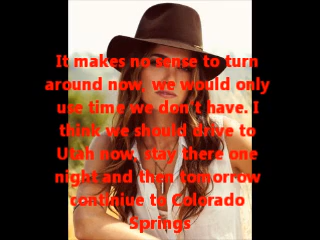 It makes no sense to turn
around now, we would only
use time we don't have. I
think we should drive to
Utah now, stay there one
night and then tomorrow
continiue to Colorado
Springs